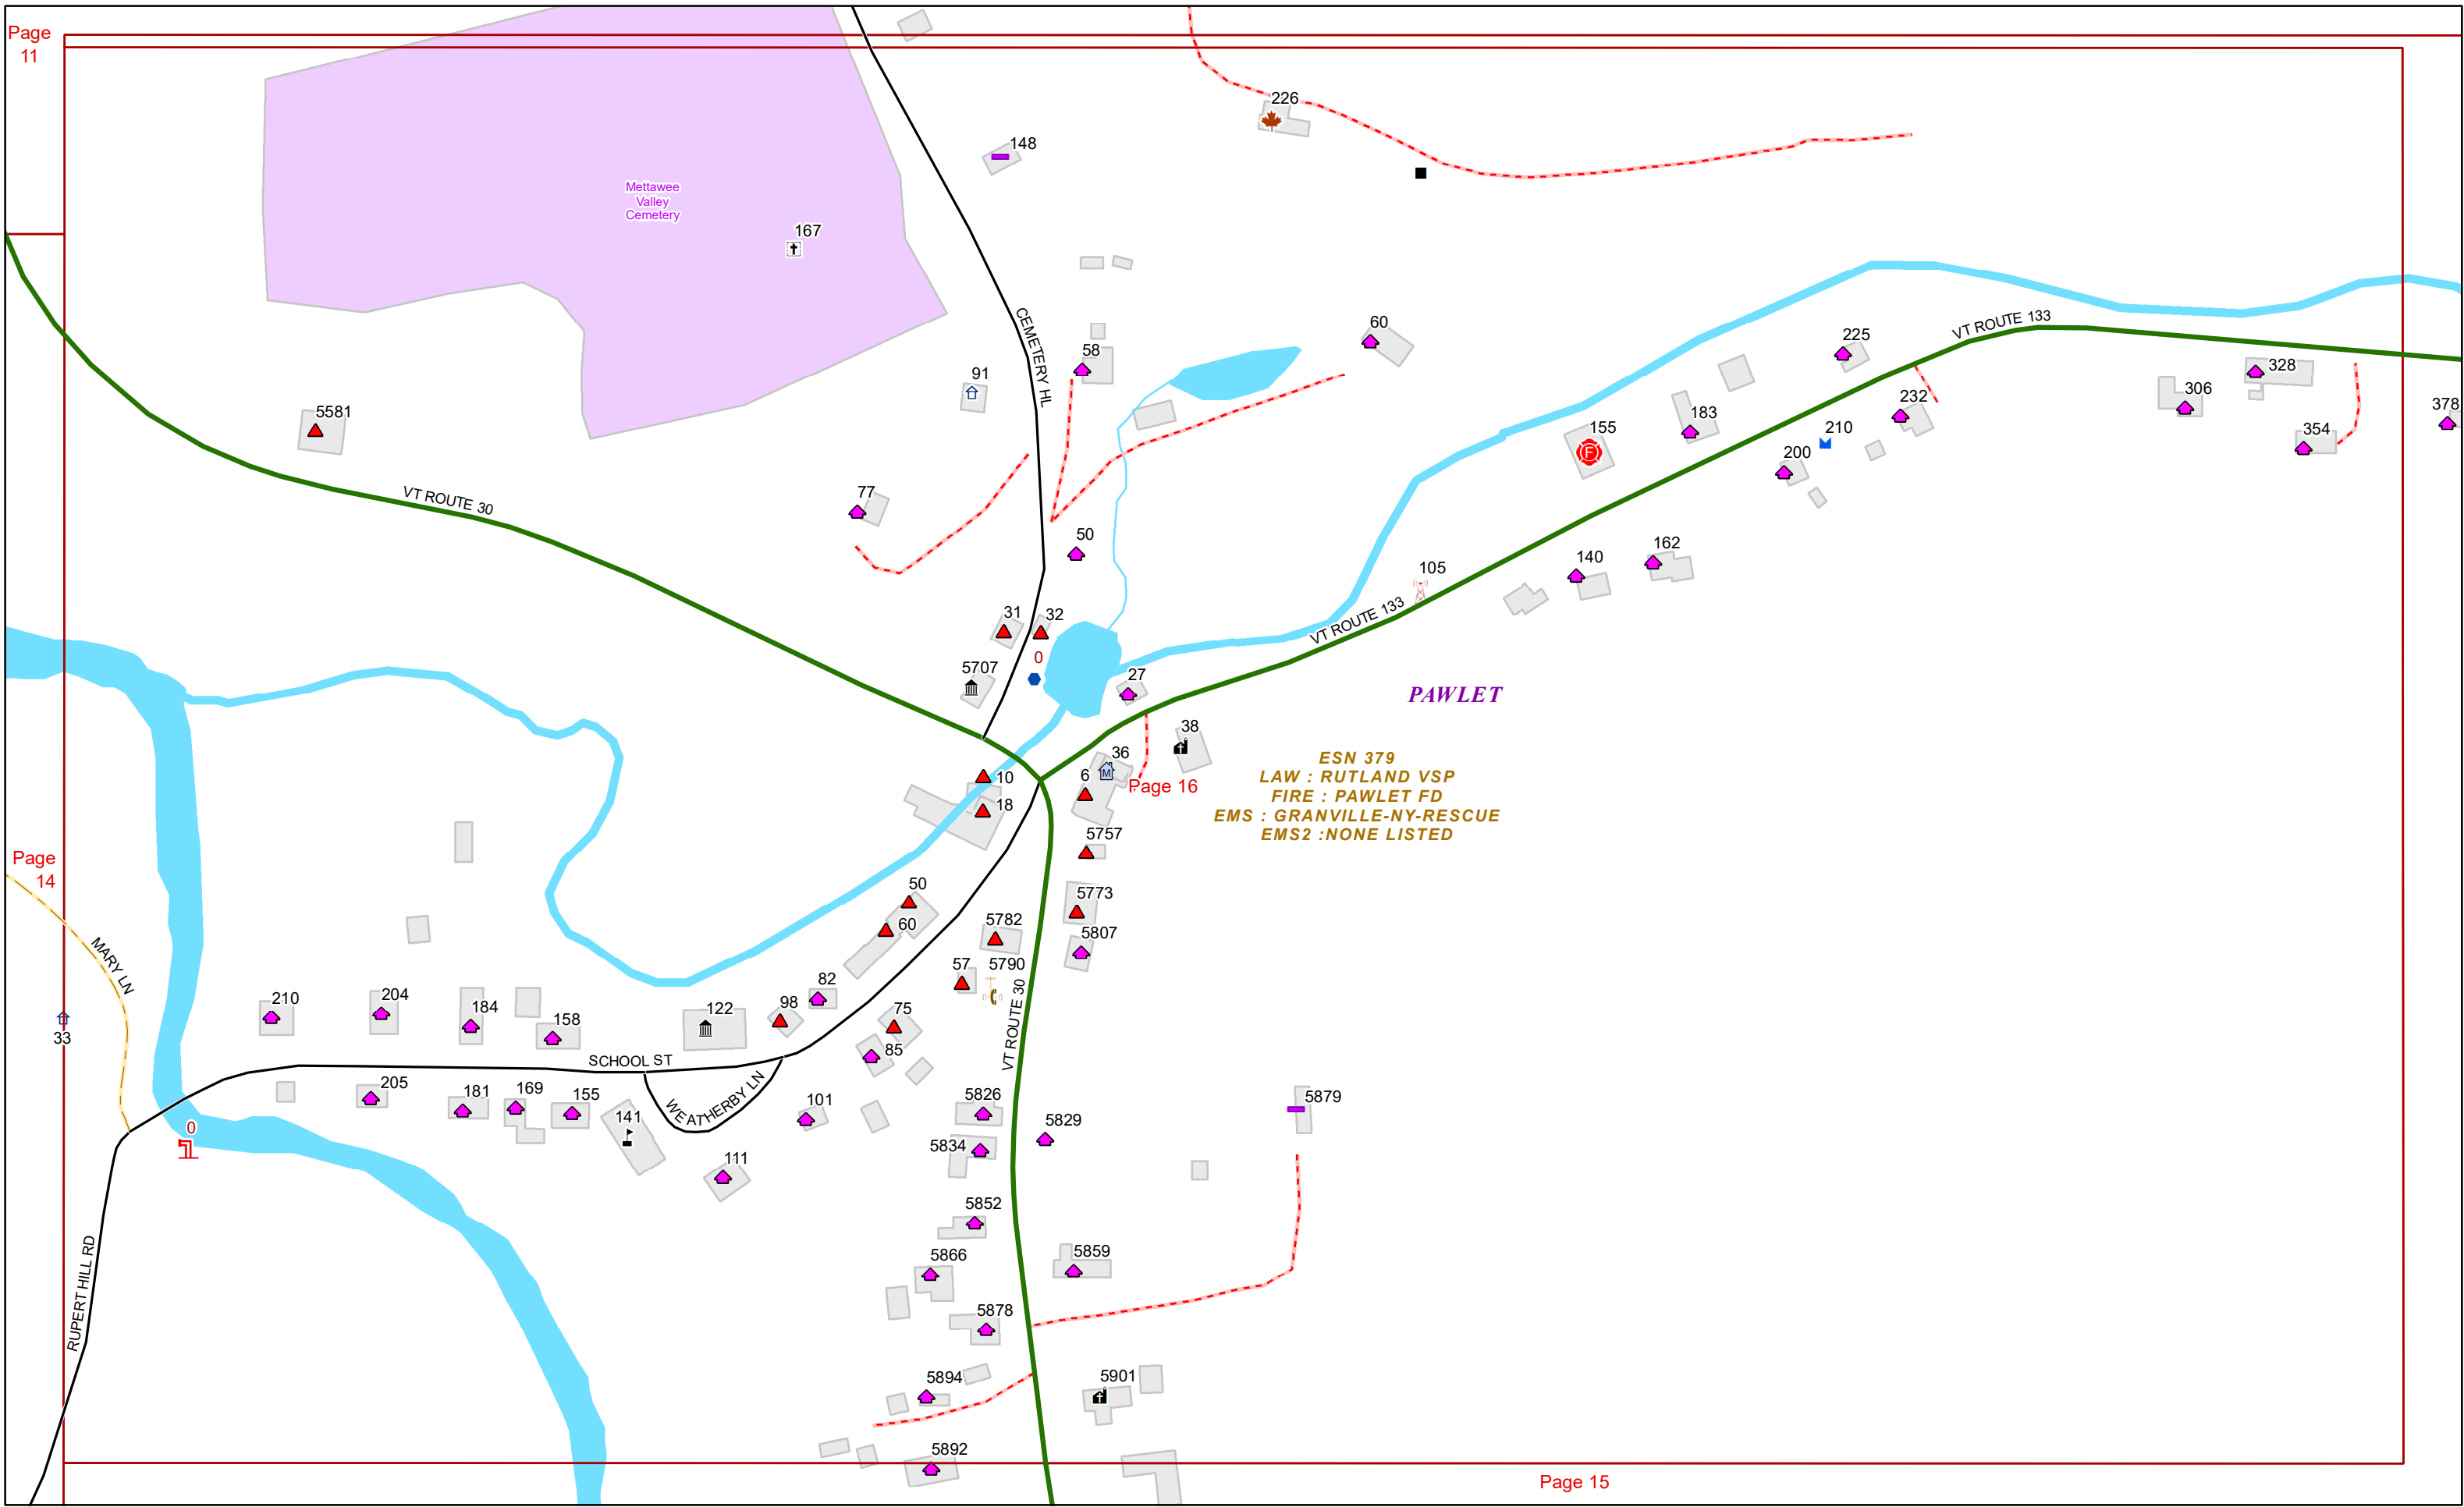 Page
11
226
148
Mettawee
Valley
Cemetery
167
CEMETERY HL
VT ROUTE 133
60
225
58
91
328
306
378
232
5581
183
155
210
354
200
VT ROUTE 30
77
50
162
140
105
31
32
VT ROUTE 133
0
5707
27
PAWLET
38
36
ESN 379
LAW : RUTLAND VSP
FIRE : PAWLET FD
EMS : GRANVILLE-NY-RESCUE
EMS2 :NONE LISTED
10
6
Page 16
18
5757
Page
14
50
5773
60
5782
5807
MARY LN
57
5790
82
210
204
184
98
122
75
158
33
VT ROUTE 30
SCHOOL ST
85
205
181
169
155
WEATHERBY LN
101
5826
5879
141
0
5829
5834
111
5852
RUPERT HILL RD
5866
5859
5878
5894
5901
5892
Page 15
F
M